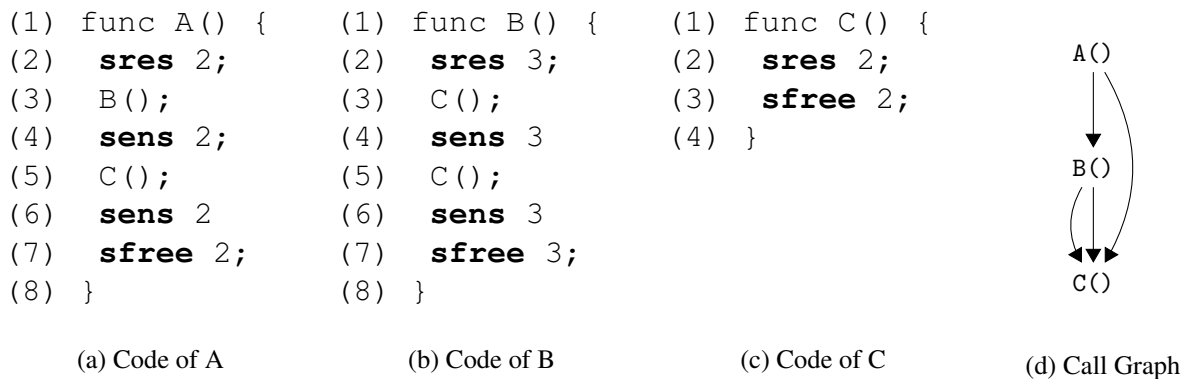 (1) func A() {
(2) sres 2;
(3) B();
(4) sens 2;
(5) C();
(6) sens 2
(7) sfree 2;
(8) }
(a) Code of A
(1) func B() {
(2) sres 3;
(3) C();
(4) sens 3
(5) C();
(6) sens 3
(7) sfree 3;
(8) }
(b) Code of B
(1) func C() {
(2) sres 2;
(3) sfree 2;
(4) }
(c) Code of C
A()
B()
C()
(d) Call Graph